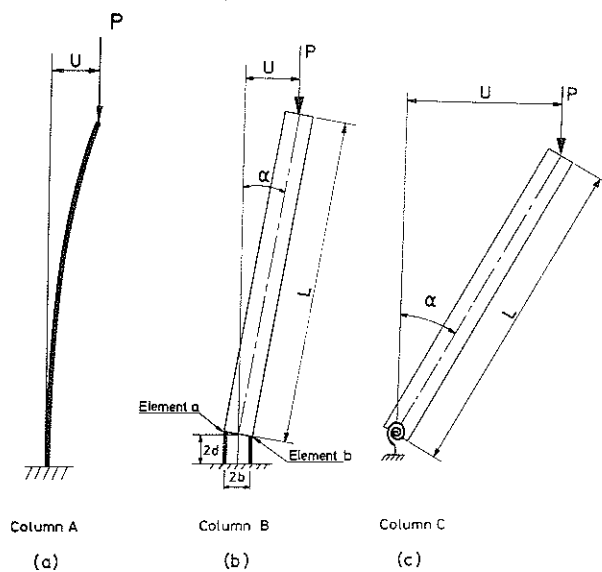 P
U
U
P
U
P
α
α
L
L
Element a
2d
Element b
2b
Column A
Column B
Column C
(a)
(b)
(c)